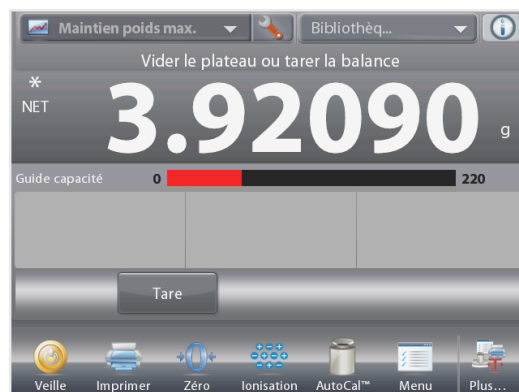 Maintien poids max. Bibliothèq...
Vider le plateau ou tarer la balance
*
NET
3.92090 g
Guide capacité 0 220
Tare
Veille Imprimer Zéro Ionisation AutoCal™ Menu Plus...